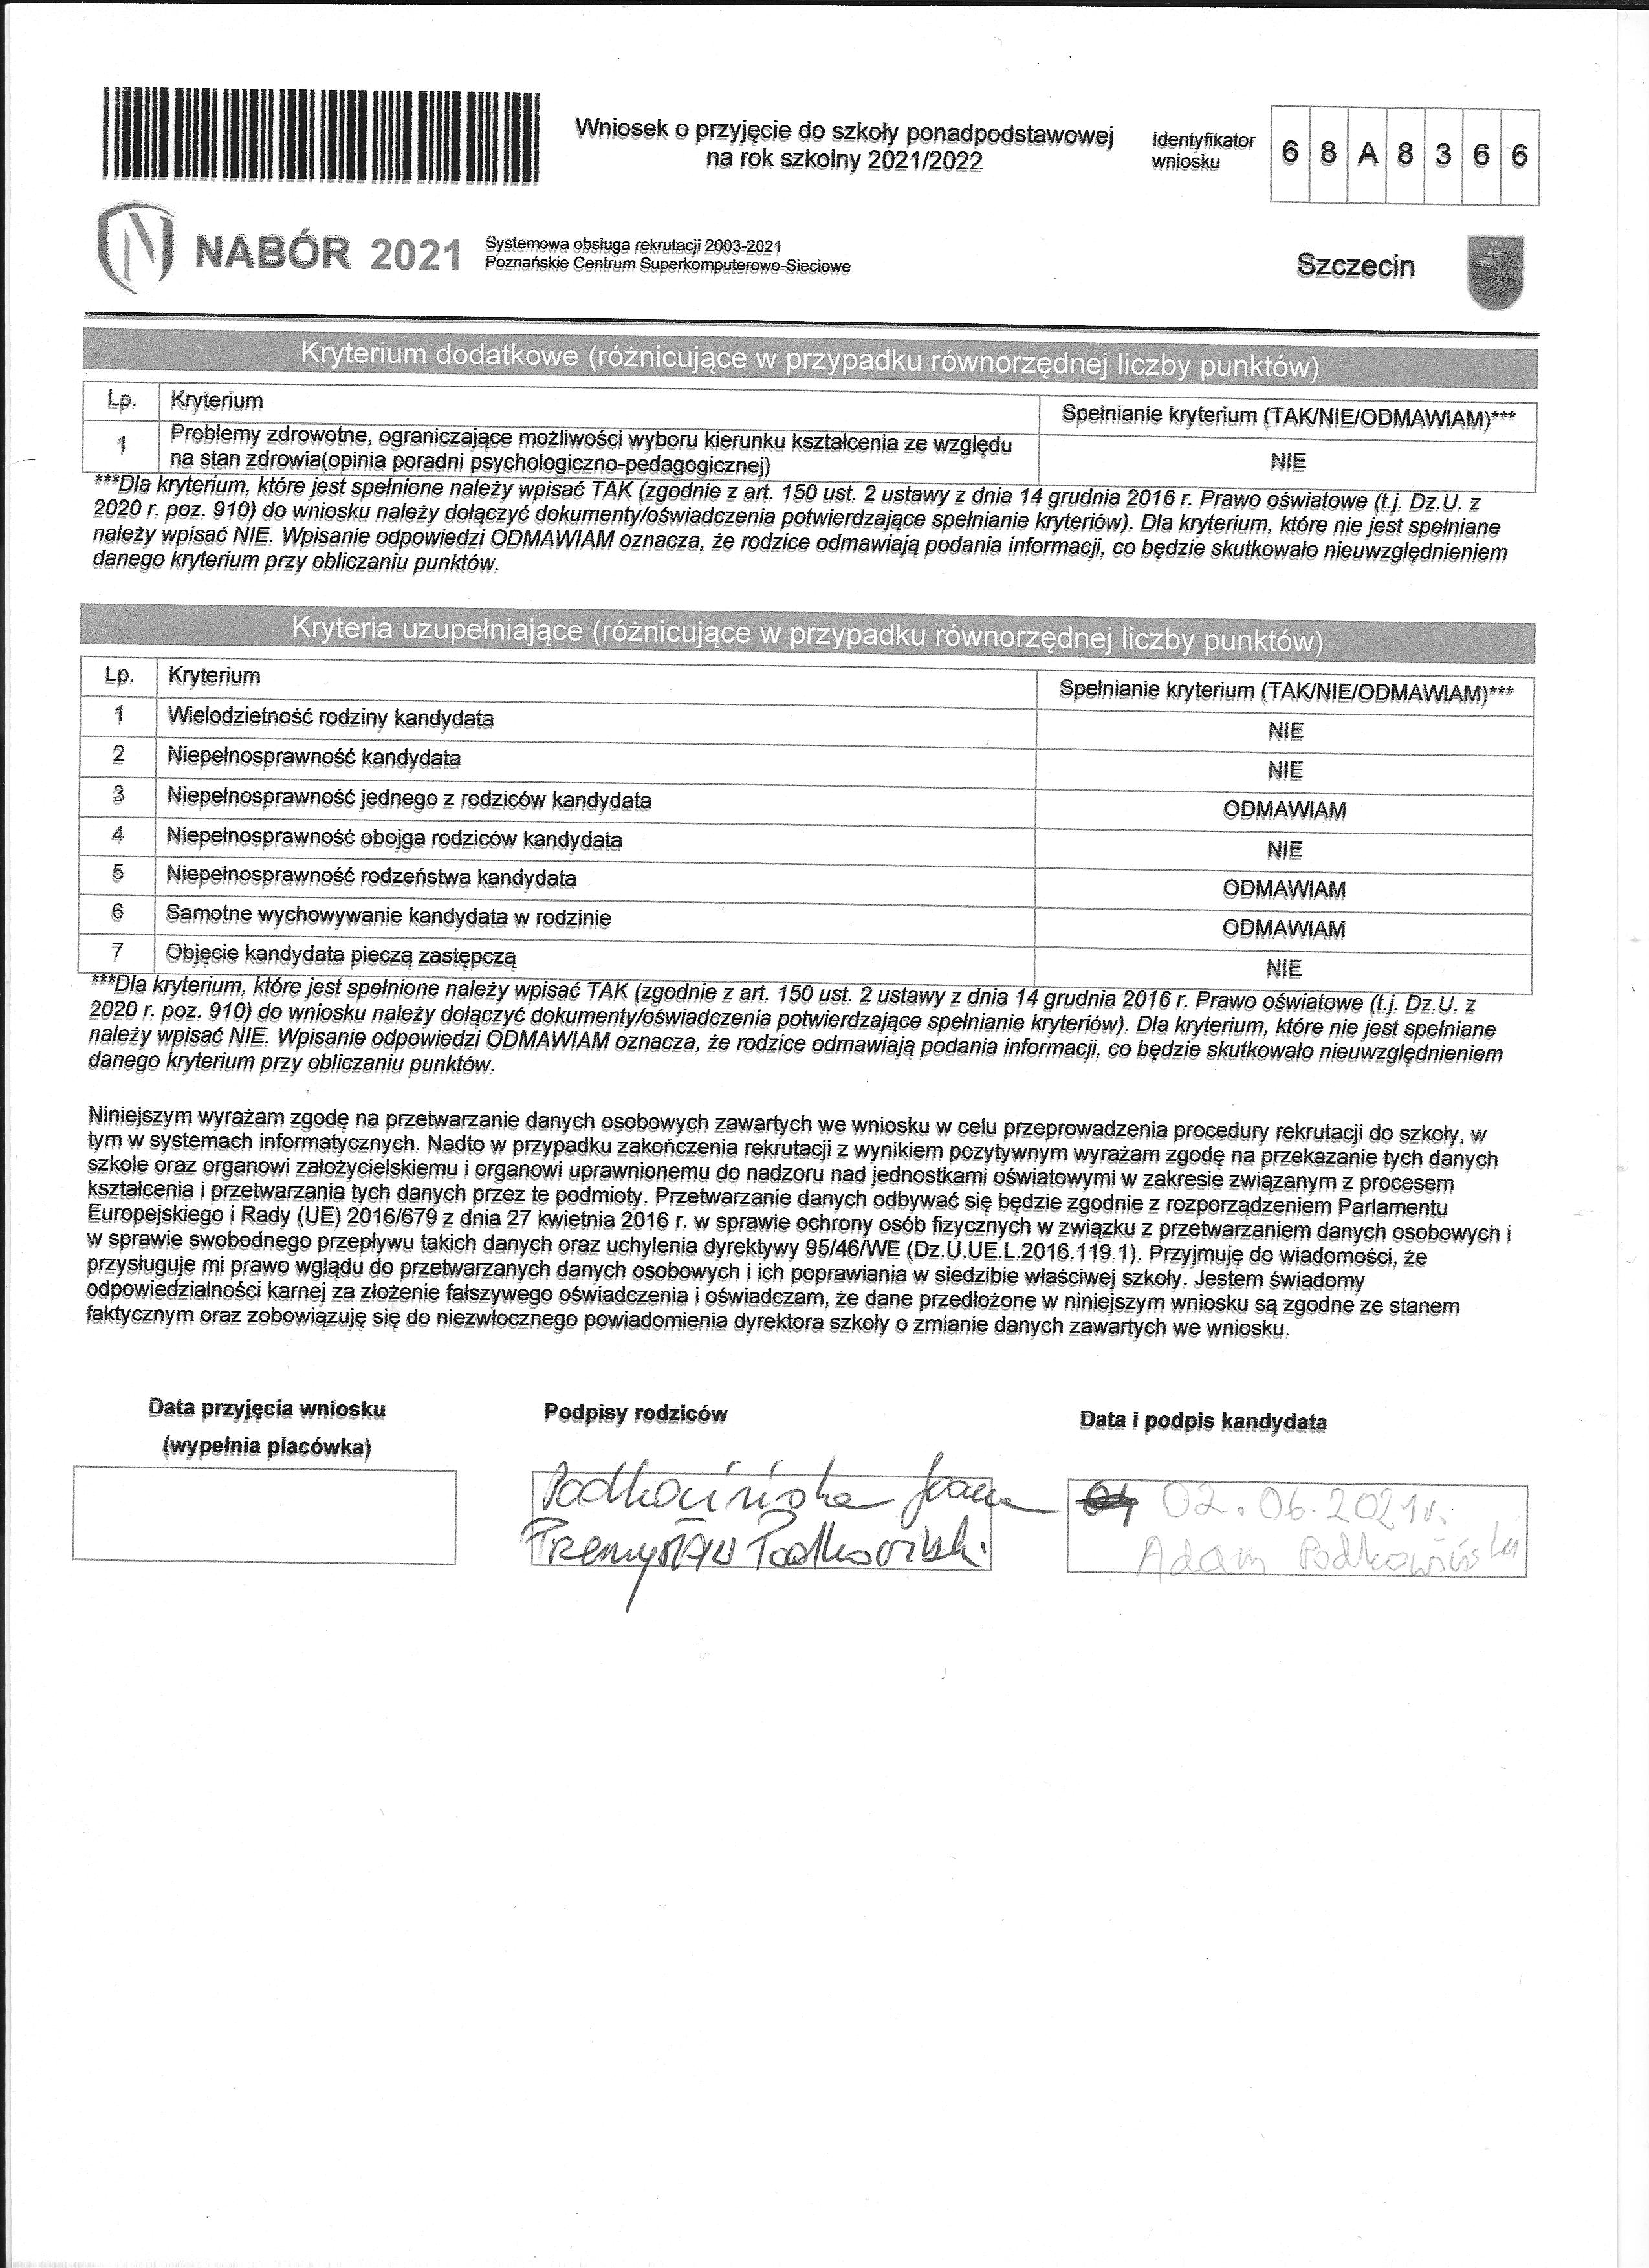 Wniosek o przyjęcie do szkoły ponadpodstawowej
na rok szkolny 2021/2022
Identyfikator
wniosku
6 8 A 8 3 6 6
NABÓR 2021
Systemowa obsługa rekrutacji 2003-2021
Poznańskie Centrum Superkomputerowo-Sieciowe
Szczecin
Kryterium dodatkowe (różnicujące w przypadku równorzędnej liczby punktów)
Lp. Kryterium Spełnianie kryterium (TAK/NIE/ODMAWIAM)***
1 Problemy zdrowotne, ograniczające możliwości wyboru kierunku kształcenia ze względu
na stan zdrowia(opinia poradni psychologiczno-pedagogicznej) NIE
***Dla kryterium, które jest spełnione należy wpisać TAK (zgodnie z art. 150 ust. 2 ustawy z dnia 14 grudnia 2016 r. Prawo oświatowe (t.j. Dz.U. z
2020 r. poz. 910) do wniosku należy dołączyć dokumenty/oświadczenia potwierdzające spełnianie kryteriów). Dla kryterium, które nie jest spełniane
należy wpisać NIE. Wpisanie odpowiedzi ODMAWIAM oznacza, że rodzice odmawiają podania informacji, co będzie skutkowało nieuwzględnieniem
danego kryterium przy obliczaniu punktów.
Kryteria uzupełniające (różnicujące w przypadku równorzędnej liczby punktów)
Lp. Kryterium Spełnianie kryterium (TAK/NIE/ODMAWIAM)***
1 Wielodzietność rodziny kandydata NIE
2 Niepełnosprawność kandydata NIE
3 Niepełnosprawność jednego z rodziców kandydata ODMAWIAM
4 Niepełnosprawność obojga rodziców kandydata NIE
5 Niepełnosprawność rodzeństwa kandydata ODMAWIAM
6 Samotne wychowywanie kandydata w rodzinie ODMAWIAM
7 Objęcie kandydata pieczą zastępczą NIE
***Dla kryterium, które jest spełnione należy wpisać TAK (zgodnie z art. 150 ust. 2 ustawy z dnia 14 grudnia 2016 r. Prawo oświatowe (t.j. Dz.U. z
2020 r. poz. 910) do wniosku należy dołączyć dokumenty/oświadczenia potwierdzające spełnianie kryteriów). Dla kryterium, które nie jest spełniane
należy wpisać NIE. Wpisanie odpowiedzi ODMAWIAM oznacza, że rodzice odmawiają podania informacji, co będzie skutkowało nieuwzględnieniem
danego kryterium przy obliczaniu punktów.
Niniejszym wyrażam zgodę na przetwarzanie danych osobowych zawartych we wniosku w celu przeprowadzenia procedury rekrutacji do szkoły, w
tym w systemach informatycznych. Nadto w przypadku zakończenia rekrutacji z wynikiem pozytywnym wyrażam zgodę na przekazanie tych danych
szkole oraz organowi założycielskiemu i organowi uprawnionemu do nadzoru nad jednostkami oświatowymi w zakresie związanym z procesem
kształcenia i przetwarzania tych danych przez te podmioty. Przetwarzanie danych odbywać się będzie zgodnie z rozporządzeniem Parlamentu
Europejskiego i Rady (UE) 2016/679 z dnia 27 kwietnia 2016 r. w sprawie ochrony osób fizycznych w związku z przetwarzaniem danych osobowych i
w sprawie swobodnego przepływu takich danych oraz uchylenia dyrektywy 95/46/WE (Dz.U.UE.L.2016.119.1). Przyjmuję do wiadomości, że
przysługuje mi prawo wglądu do przetwarzanych danych osobowych i ich poprawiania w siedzibie właściwej szkoły. Jestem świadomy
odpowiedzialności karnej za złożenie fałszywego oświadczenia i oświadczam, że dane przedłożone w niniejszym wniosku są zgodne ze stanem
faktycznym oraz zobowiązuję się do niezwłocznego powiadomienia dyrektora szkoły o zmianie danych zawartych we wniosku.
Data przyjęcia wniosku
(wypełnia placówka)
Podpisy rodziców
Podkocińska Joanna
Przemysław Podkociński
Data i podpis kandydata
02.06.2021r.
Adam Podkociński